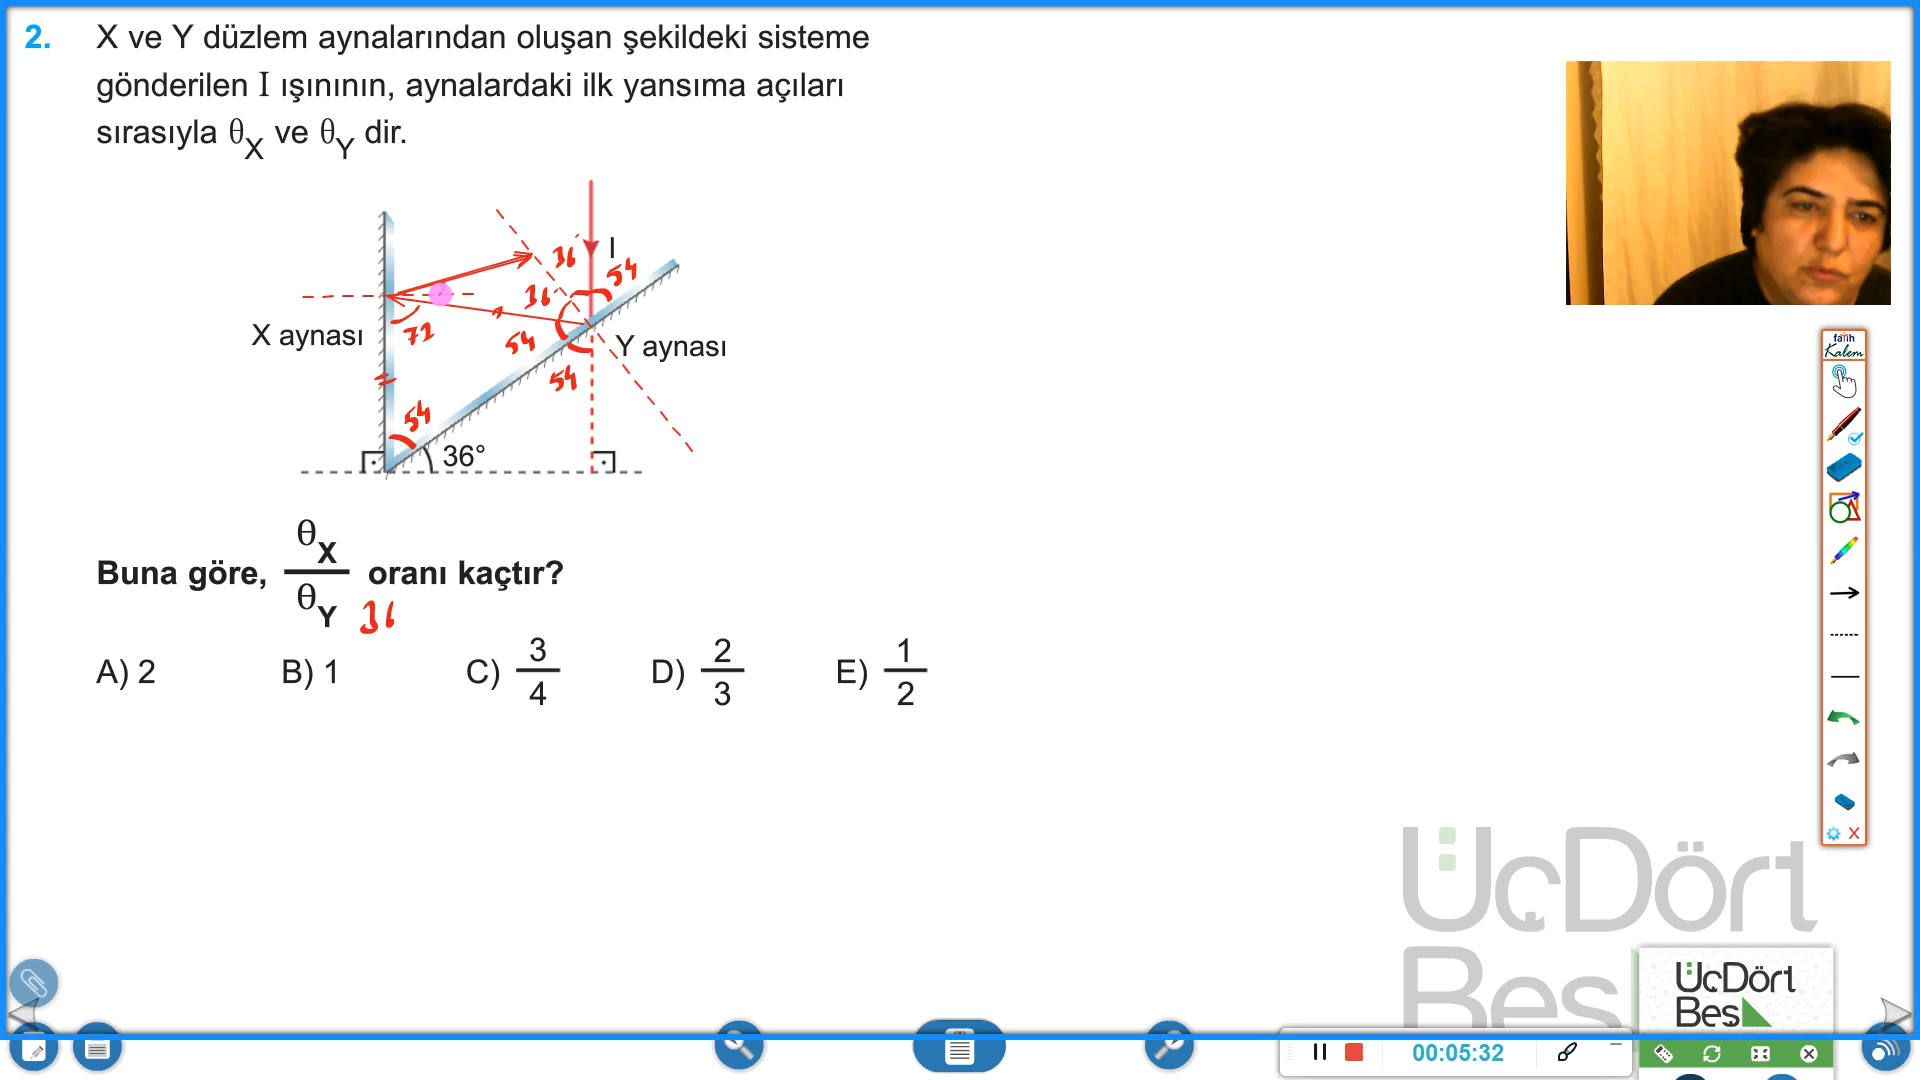 2. X ve Y düzlem aynalarından oluşan şekildeki sisteme
gönderilen I ışınının, aynalardaki ilk yansıma açıları
sırasıyla θX ve θY dir.
36
I
54
36
X aynası
72
54
Y aynası
54
54
36°
Buna göre, θX / θY oranı kaçtır?
36
A) 2 B) 1 C) 3/4 D) 2/3 E) 1/2
fatih
Kalem
ÜçDört
Beş
ÜçDört
Beş
00:05:32